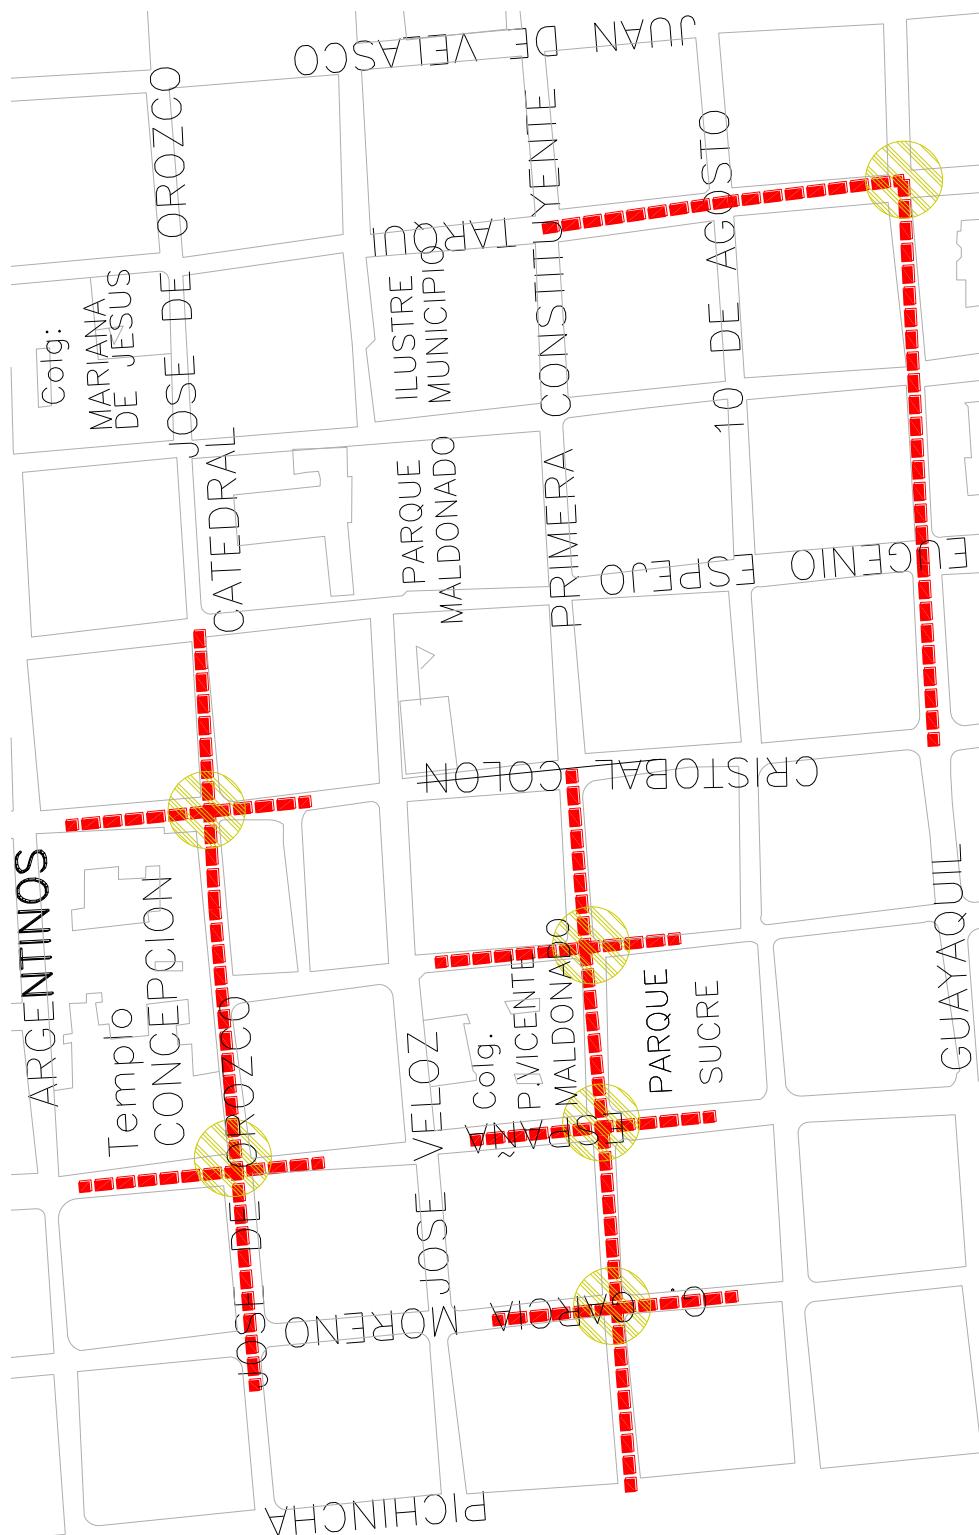 JUAN DE VELASCO
JOSE DE OROZCO
PRIMERA CONSTITUYENTE
10 DE AGOSTO
TARQUI
Colg:
MARIANA
DE JESUS
ILUSTRE
MUNICIPIO
CATEDRAL
PARQUE
MALDONADO
EUGENIO ESPEJO
CRISTOBAL COLON
ARGENTINOS
Templo
CONCEPCION
JOSE DE OROZCO
JOSE VELOZ
Colg.
P.VICENTE
MALDONADO
PARQUE
SUCRE
GUAYAQUIL
ESPAÑA
G. GARCIA MORENO
PICHINCHA